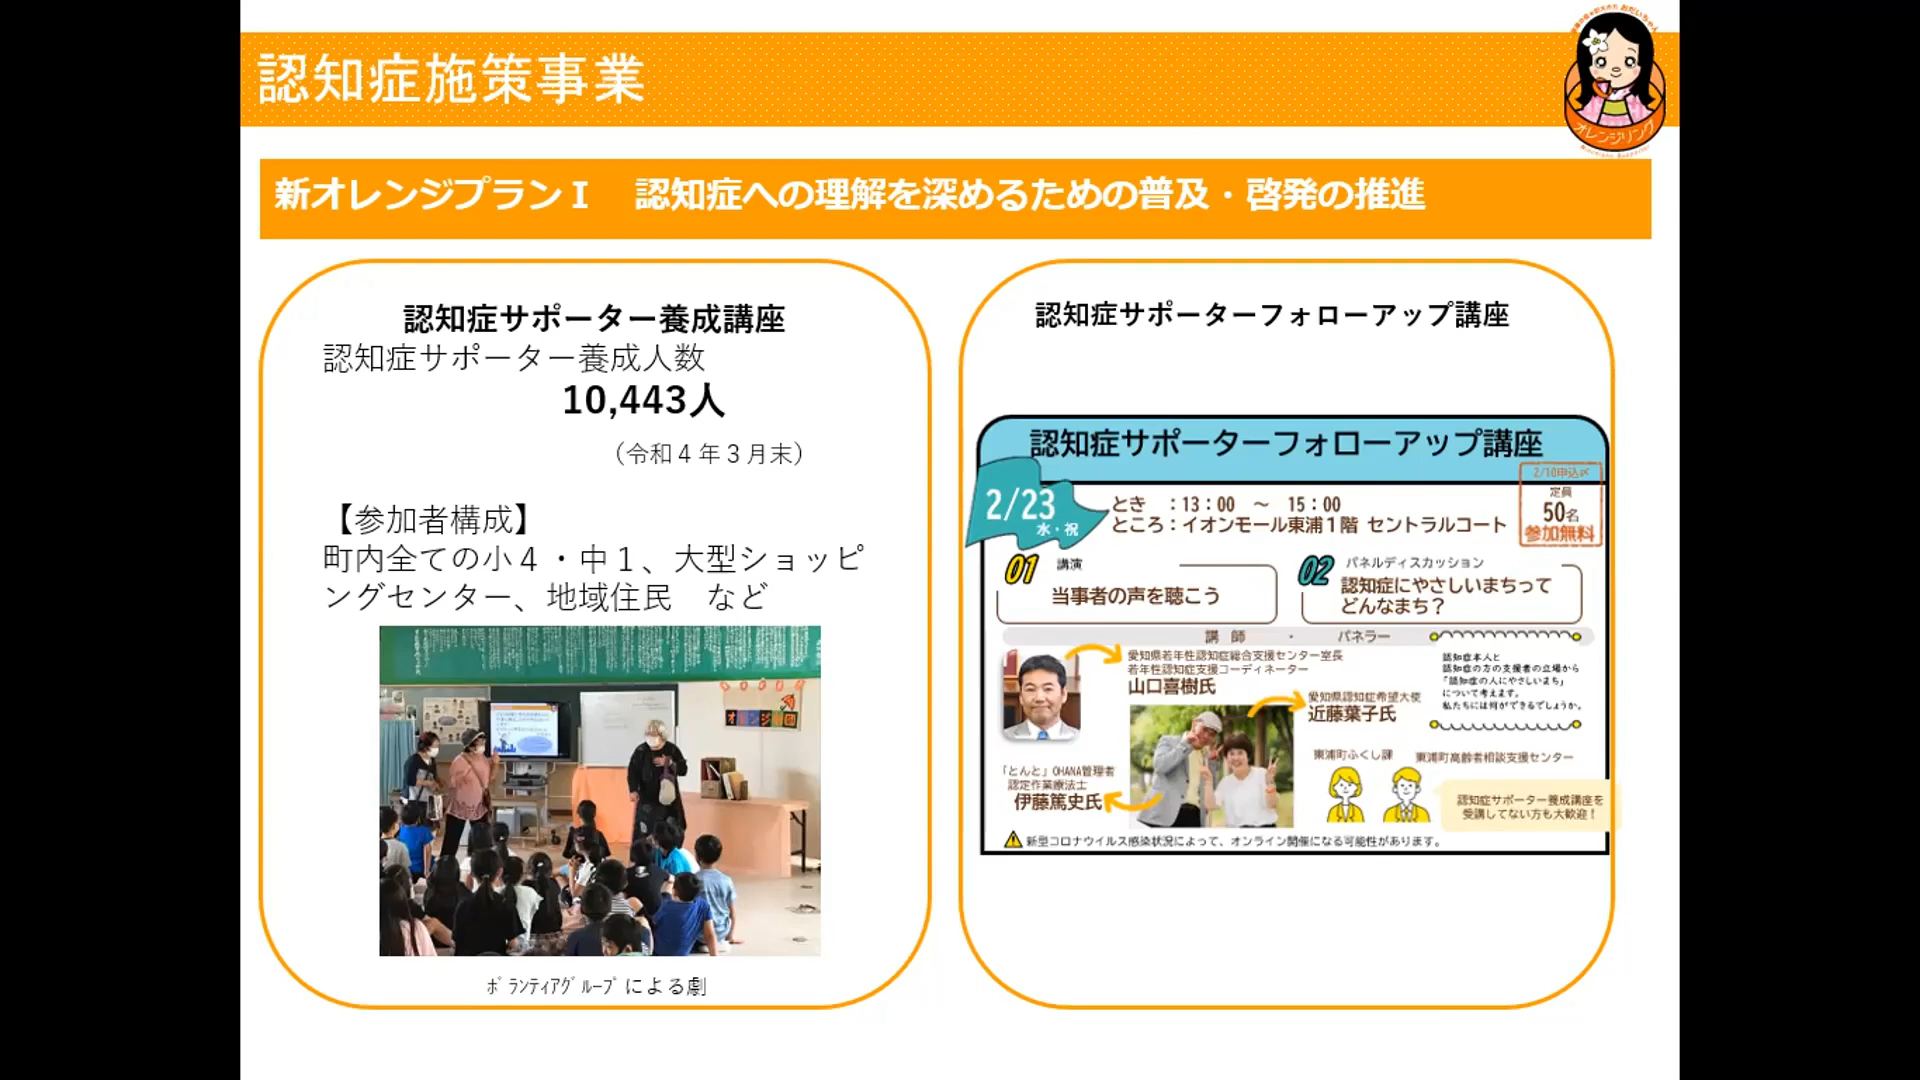 認知症施策事業
オレンジリング
新オレンジプランⅠ　認知症への理解を深めるための普及・啓発の推進
認知症サポーター養成講座
認知症サポーター養成人数
10,443人
（令和４年３月末）
【参加者構成】
町内全ての小４・中１、大型ショッピ
ングセンター、地域住民　など
ﾎﾞﾗﾝﾃｨｱｸﾞﾙｰﾌﾟによる劇
認知症サポーターフォローアップ講座
認知症サポーターフォローアップ講座
2/10申込〆
定員
50名
参加無料
2/23
水・祝
とき　：13：00　～　15：00
ところ：イオンモール東浦１階 セントラルコート
01 講演
当事者の声を聴こう
02 パネルディスカッション
認知症にやさしいまちって
どんなまち？
講　師　・　パネラー
愛知県若年性認知症総合支援センター室長
若年性認知症支援コーディネーター
山口喜樹氏
愛知県認知症希望大使
近藤葉子氏
「とんと」OHANA管理者
認定作業療法士
伊藤篤史氏
認知症本人と
認知症の方の支援者の立場から
「認知症の人にやさしいまち」
について考えます。
私たちには何ができるでしょうか。
東浦町ふくし課
東浦町高齢者相談支援センター
認知症サポーター養成講座を
受講してない方も大歓迎！
新型コロナウイルス感染状況によって、オンライン開催になる可能性があります。